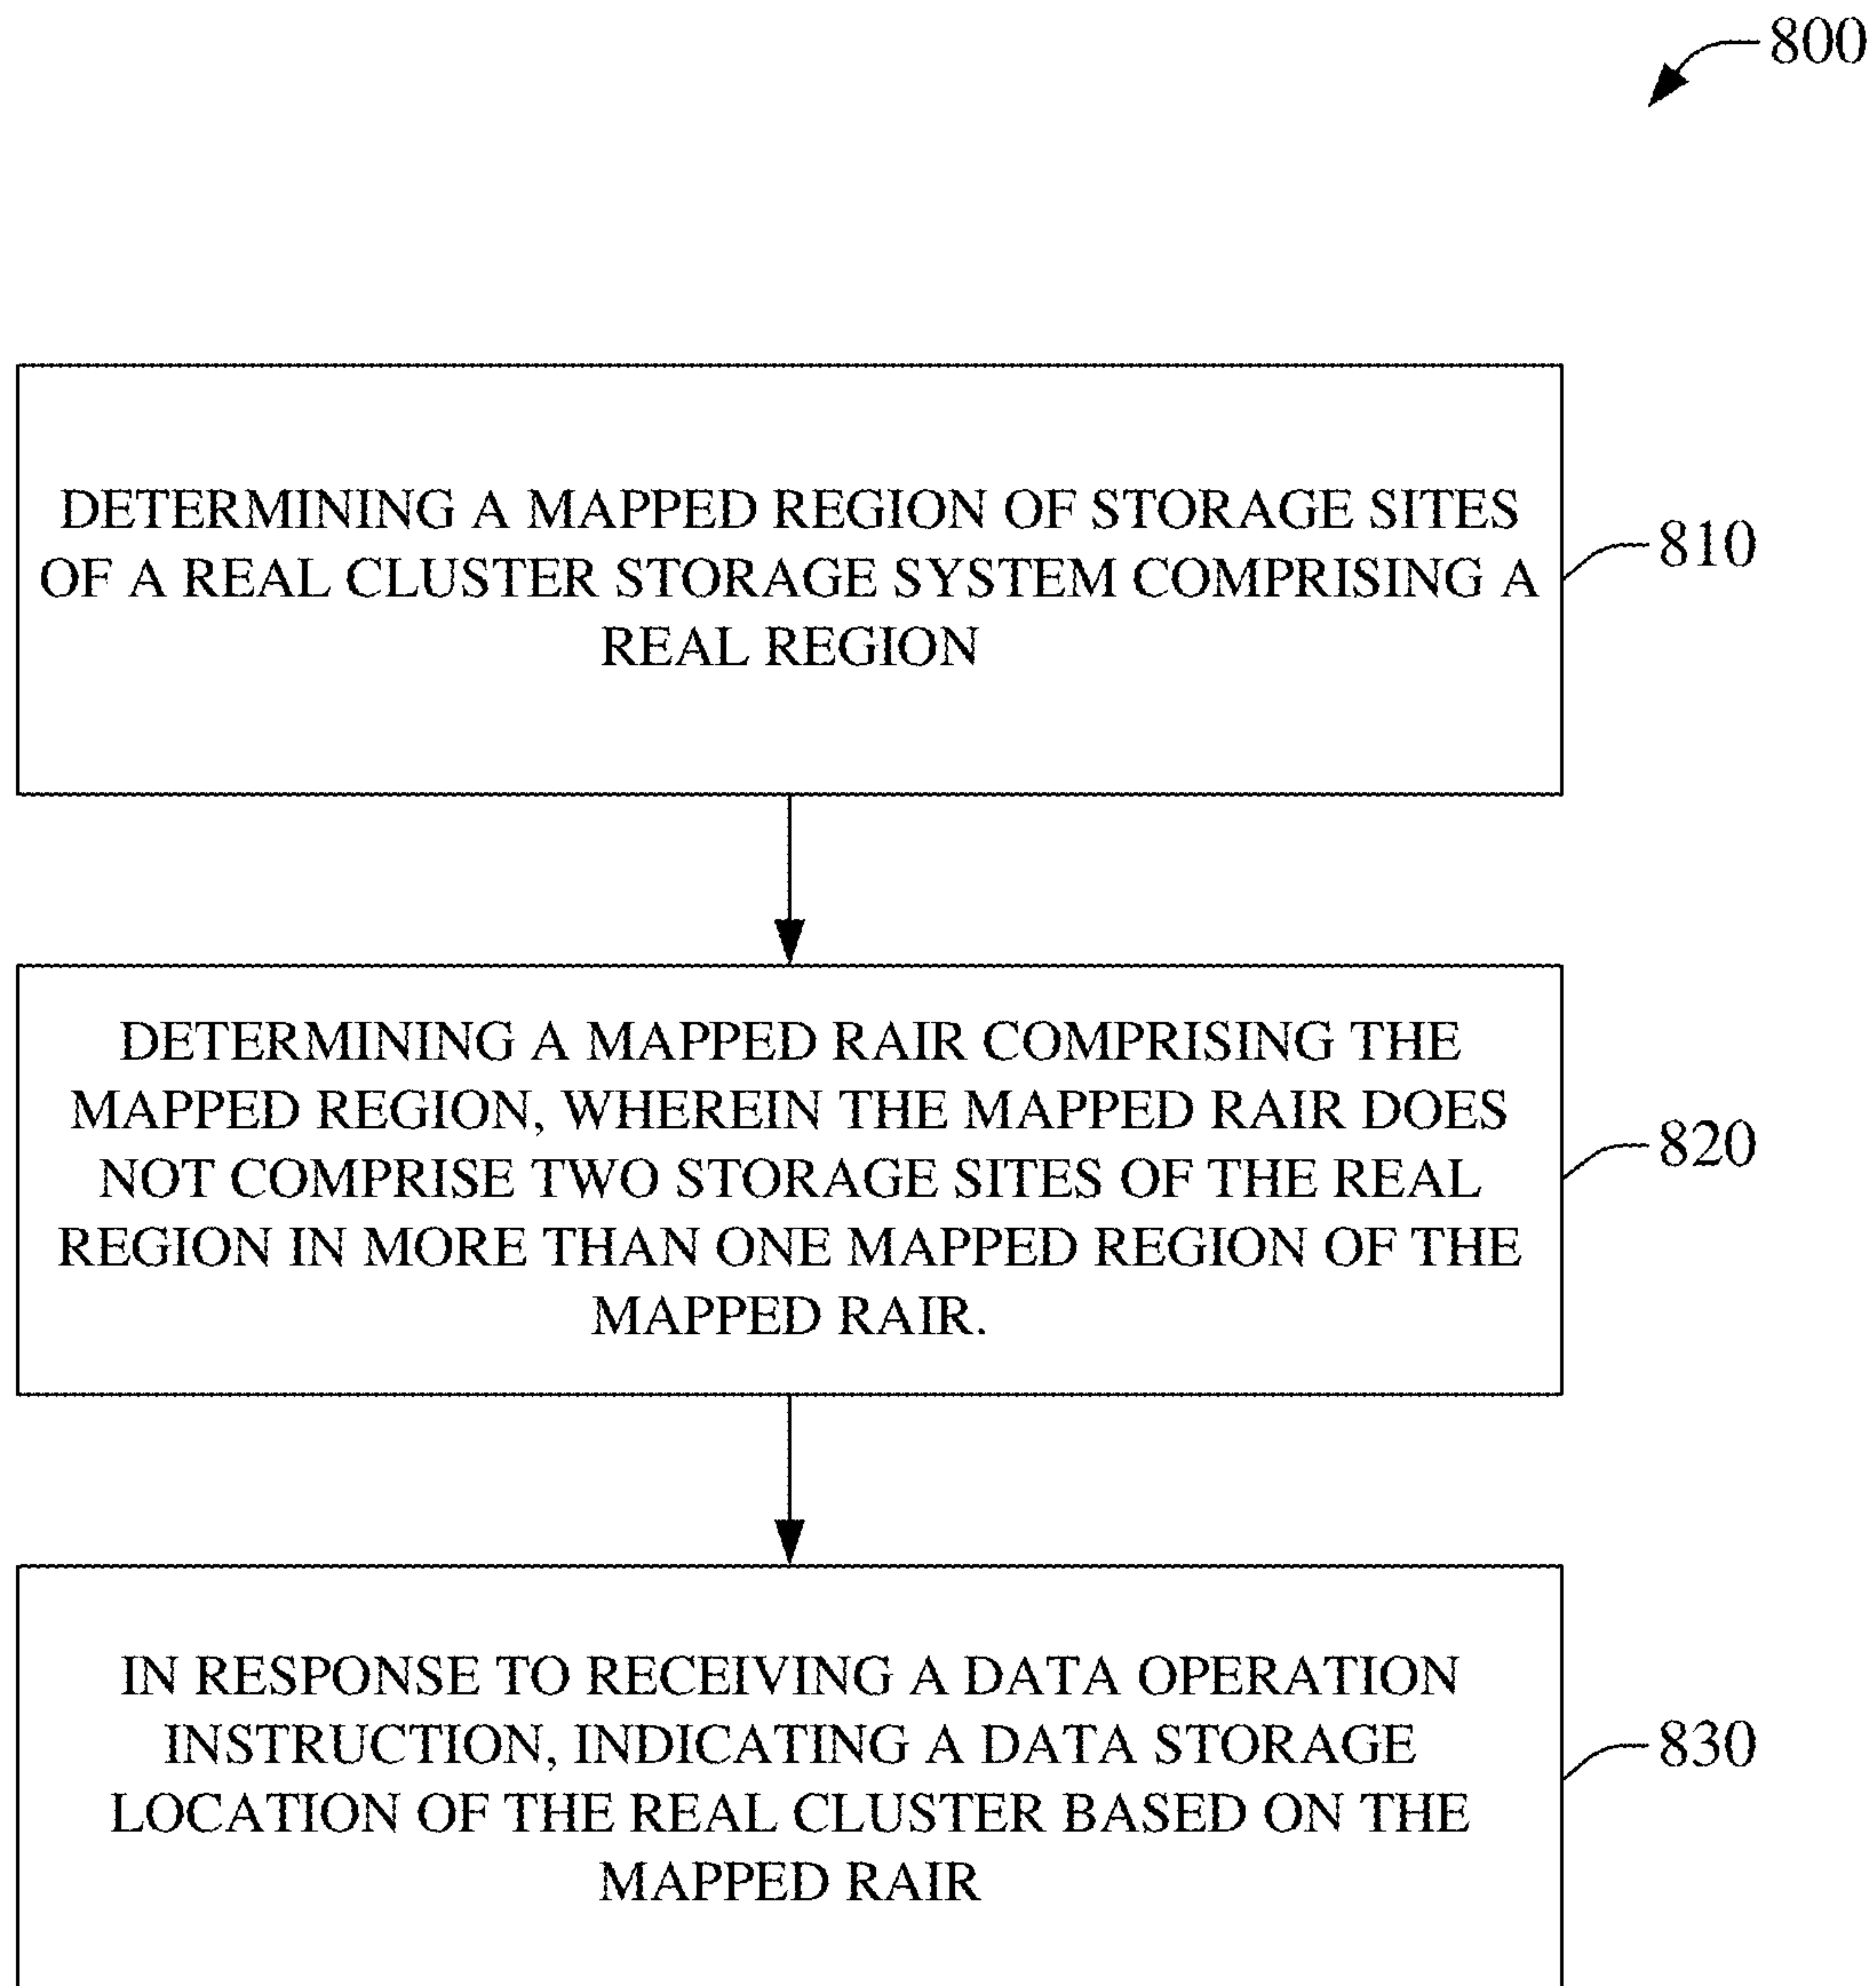 800
DETERMINING A MAPPED REGION OF STORAGE SITES
OF A REAL CLUSTER STORAGE SYSTEM COMPRISING A
REAL REGION
810
DETERMINING A MAPPED RAIR COMPRISING THE
MAPPED REGION, WHEREIN THE MAPPED RAIR DOES
NOT COMPRISE TWO STORAGE SITES OF THE REAL
REGION IN MORE THAN ONE MAPPED REGION OF THE
MAPPED RAIR.
820
IN RESPONSE TO RECEIVING A DATA OPERATION
INSTRUCTION, INDICATING A DATA STORAGE
LOCATION OF THE REAL CLUSTER BASED ON THE
MAPPED RAIR
830